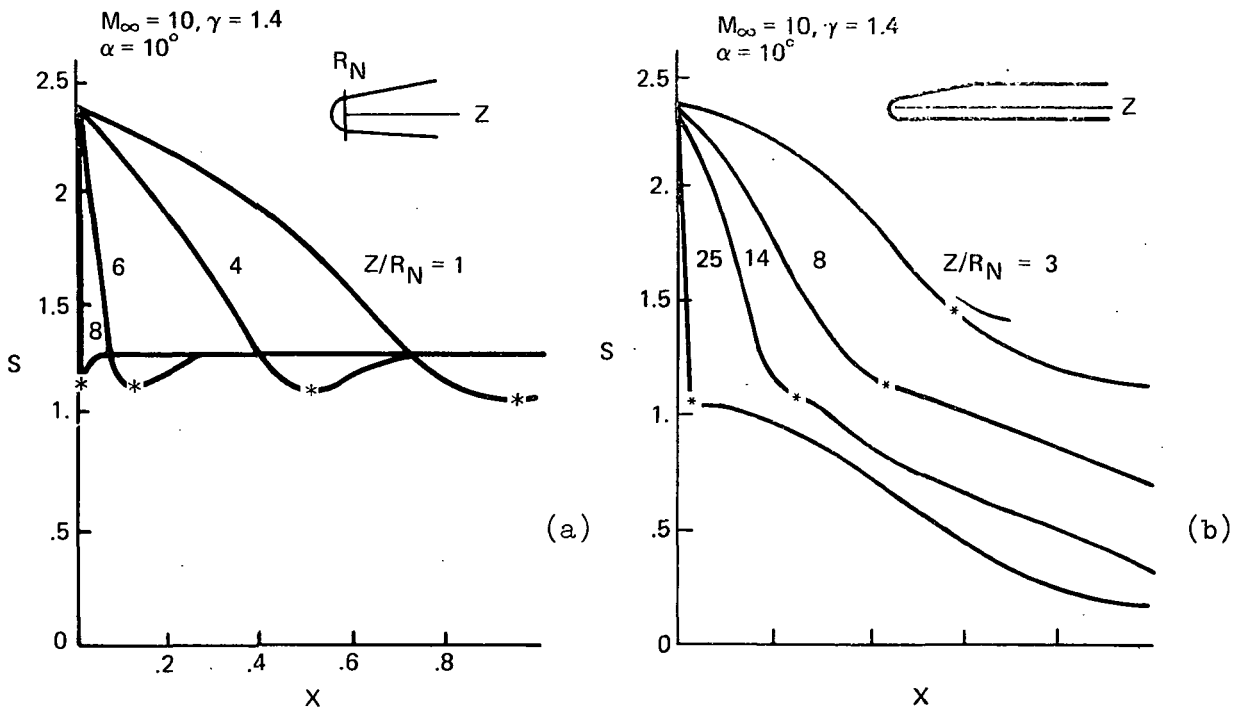 M∞ = 10, γ = 1.4
α = 10°
R_N
Z
2.5
2
1.5
1.
.5
0
S
6
4
8
Z/R_N = 1
*
*
*
*
.2
.4
.6
.8
X
(a)
M∞ = 10, γ = 1.4
α = 10°
Z
2.5
2.
1.5
1.
.5
0
S
25
14
8
Z/R_N = 3
*
*
*
*
X
(b)